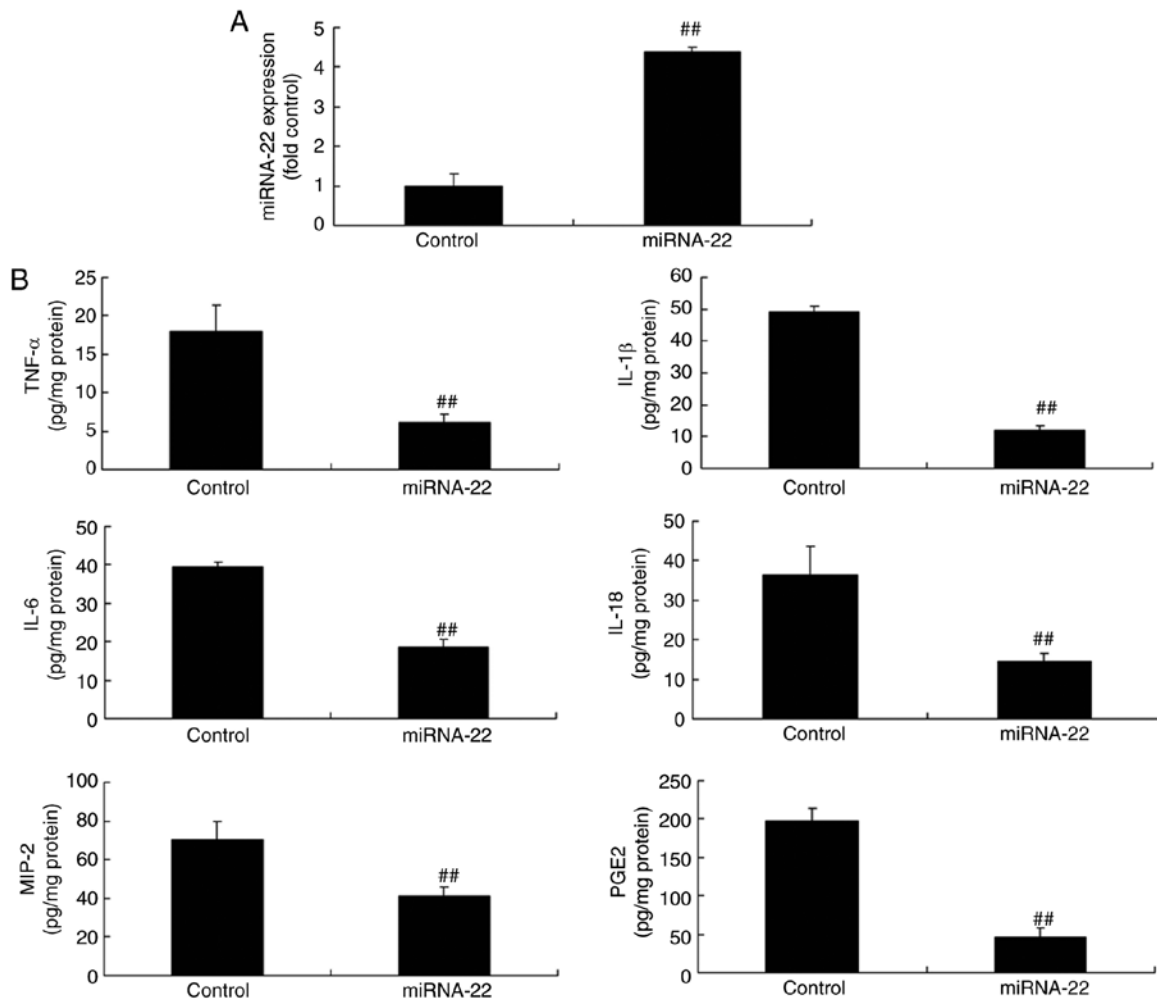 A
miRNA-22 expression
(fold control)
5
4
3
2
1
0
##
Control
miRNA-22
B
TNF-α
(pg/mg protein)
25
20
15
10
5
0
##
Control
miRNA-22
IL-1β
(pg/mg protein)
60
50
40
30
20
10
0
##
Control
miRNA-22
IL-6
(pg/mg protein)
50
40
30
20
10
0
##
Control
miRNA-22
IL-18
(pg/mg protein)
50
40
30
20
10
0
##
Control
miRNA-22
MIP-2
(pg/mg protein)
100
80
60
40
20
0
##
Control
miRNA-22
PGE2
(pg/mg protein)
250
200
150
100
50
0
##
Control
miRNA-22